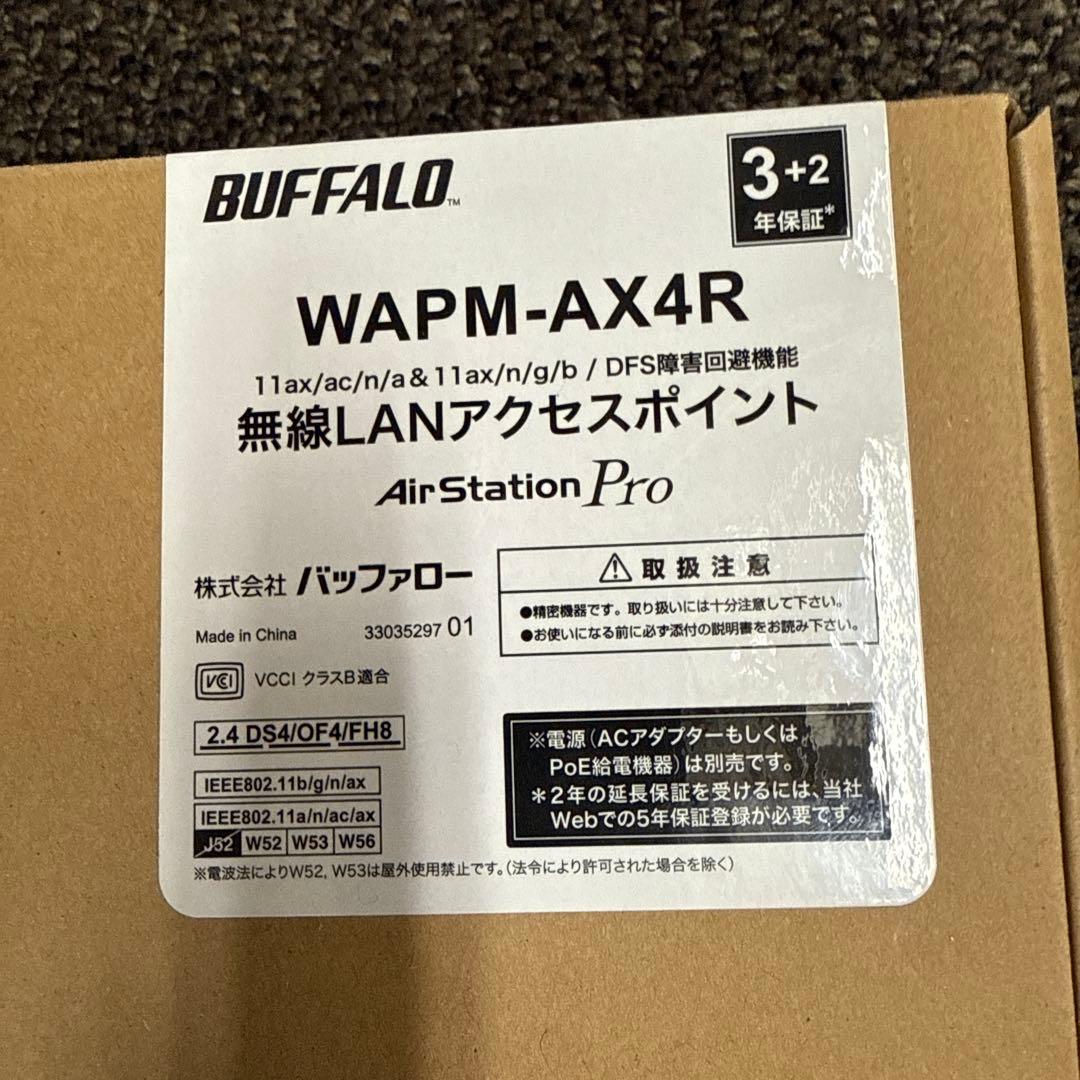 BUFFALO™
3+2
年保証*
WAPM-AX4R
11ax/ac/n/a & 11ax/n/g/b / DFS障害回避機能
無線LANアクセスポイント
AirStation Pro
株式会社 バッファロー
Made in China 33035297 01
VCCI VCCI クラスB適合
⚠ 取扱注意
●精密機器です。取り扱いには十分注意して下さい。
●お使いになる前に必ず添付の説明書をお読み下さい。
2.4 DS4/OF4/FH8
IEEE802.11b/g/n/ax
IEEE802.11a/n/ac/ax
J52 W52 W53 W56
※電源(ACアダプターもしくは
PoE給電機器)は別売です。
*2年の延長保証を受けるには、当社
Webでの5年保証登録が必要です。
※電波法によりW52, W53は屋外使用禁止です。(法令により許可された場合を除く)